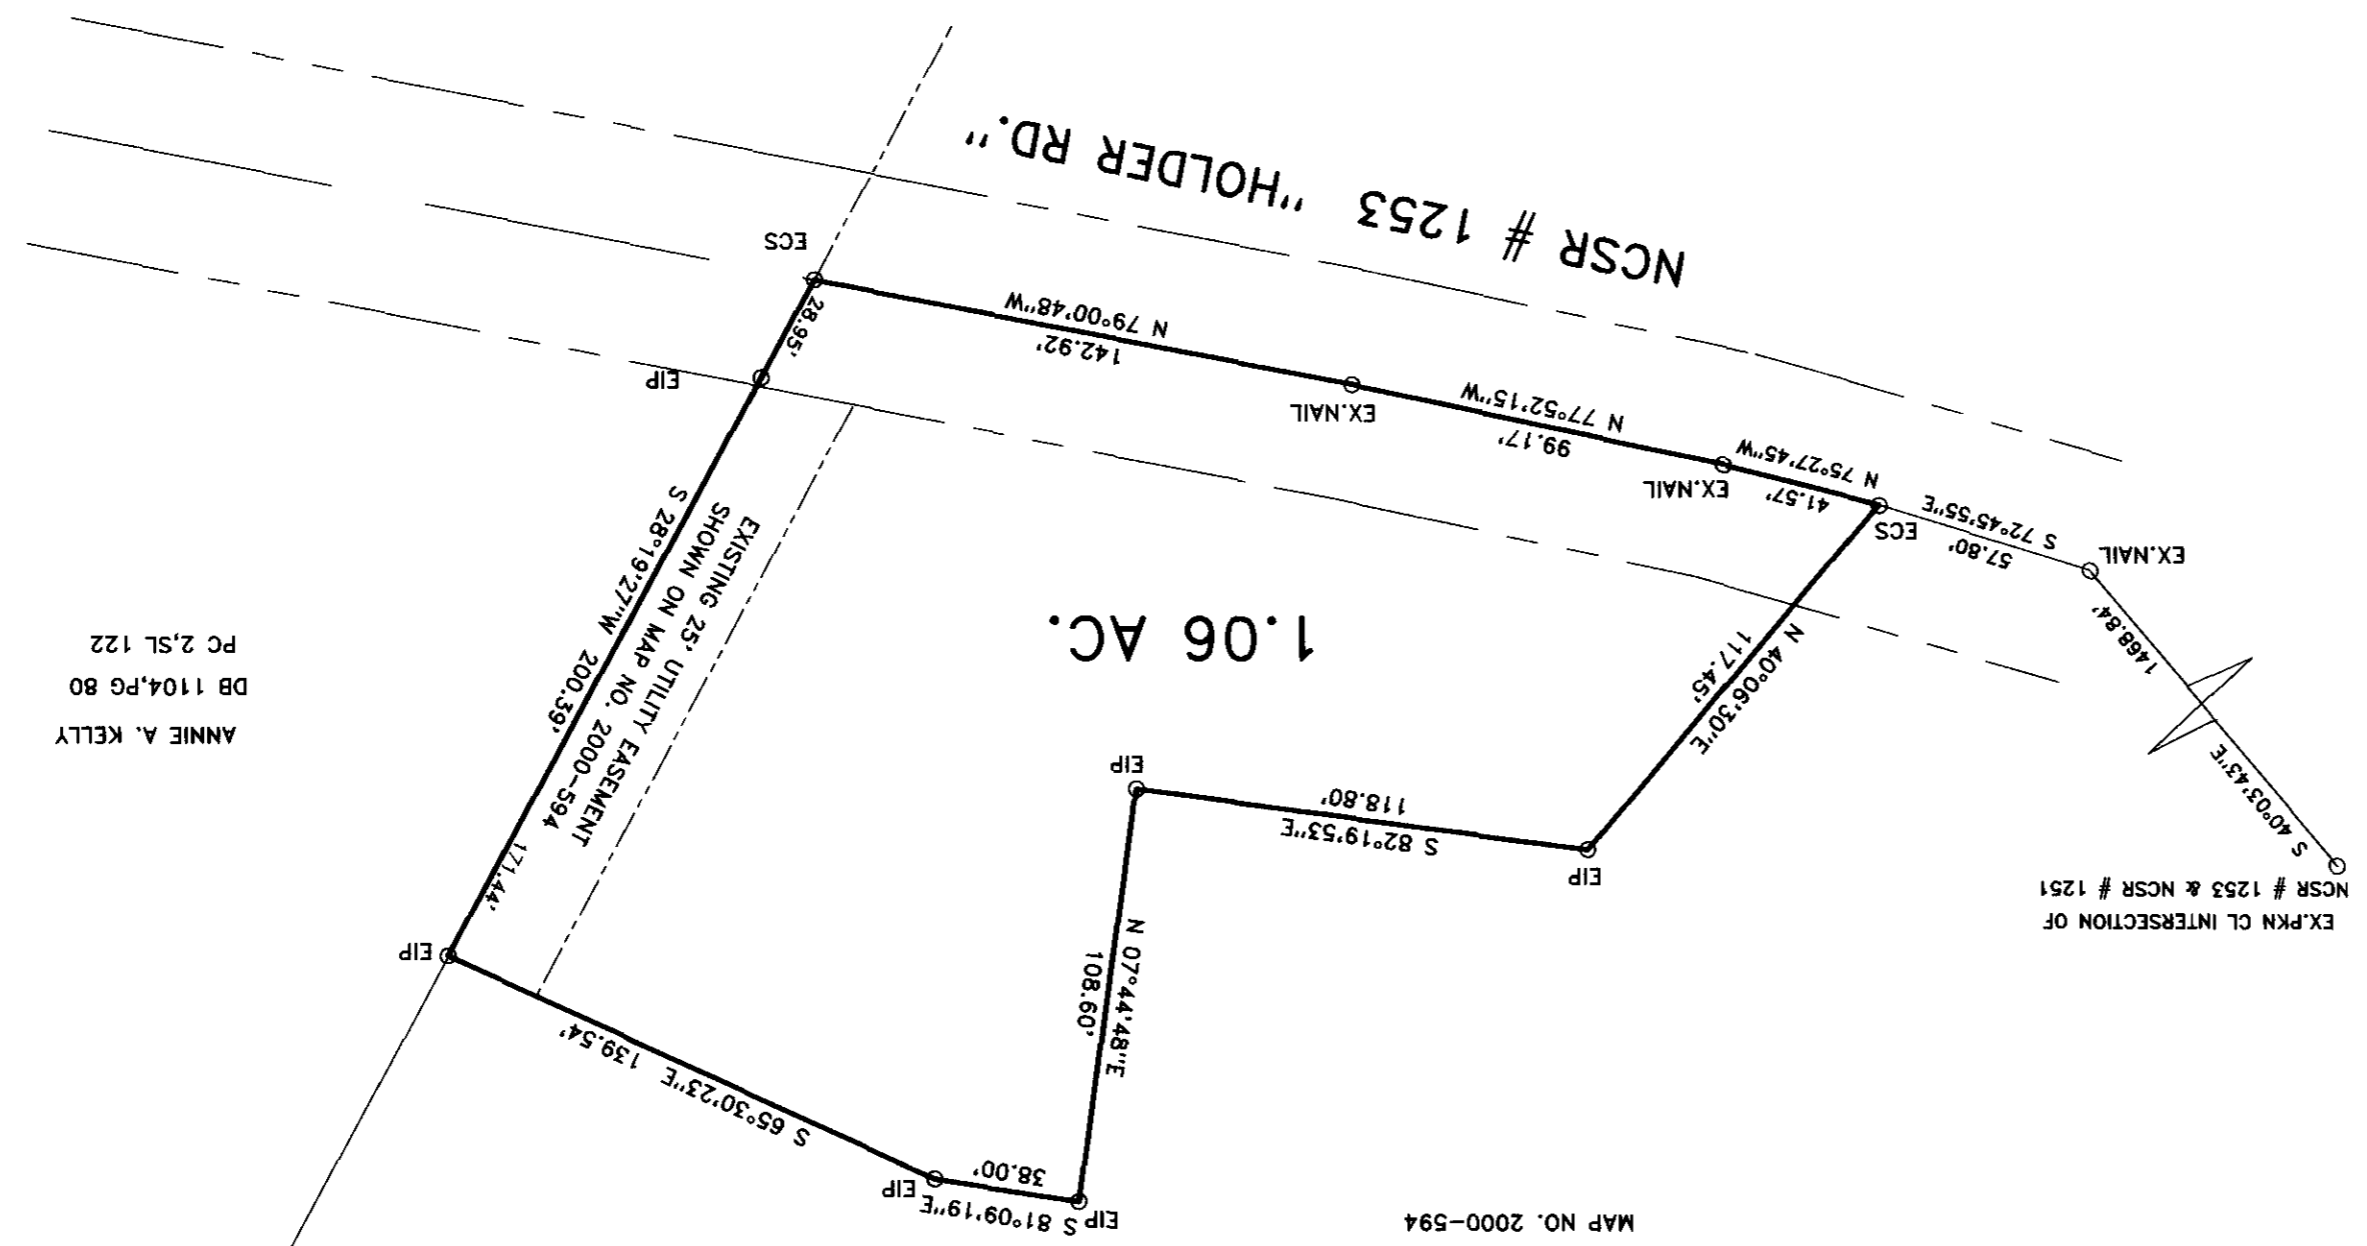 MAP NO. 2000-594
EIP
S 81°09'19"E
38.00'
EIP
S 65°30'23"E 139.54'
EIP
N 07°44'48"E
108.60'
EX.PKN CL INTERSECTION OF
NCSR # 1253 & NCSR # 1251
S 40°03'43"E
1468.84'
EIP
S 82°19'53"E
118.80'
EIP
171.44'
S 28°19'27"W 200.39'
EXISTING 25' UTILITY EASEMENT
SHOWN ON MAP NO. 2000-594
ANNIE A. KELLY
DB 1104,PG 80
PC 2,SL 122
N 40°06'30"E
117.45'
1.06 AC.
EX.NAIL
57.80'
S 72°45'55"E
ECS
41.57'
N 75°27'45"W
EX.NAIL
99.17'
N 77°52'15"W
EX.NAIL
142.92'
N 79°00'48"W
EIP
28.95'
ECS
NCSR # 1253 "HOLDER RD."